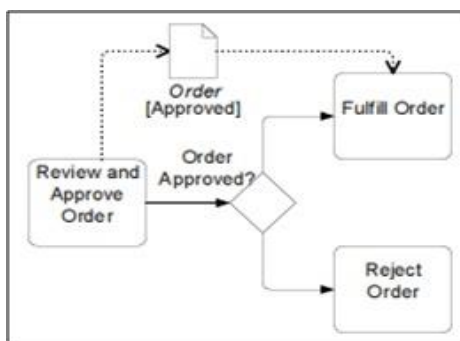 Order
[Approved]
Fulfill Order
Order
Approved?
Review and
Approve
Order
Reject
Order